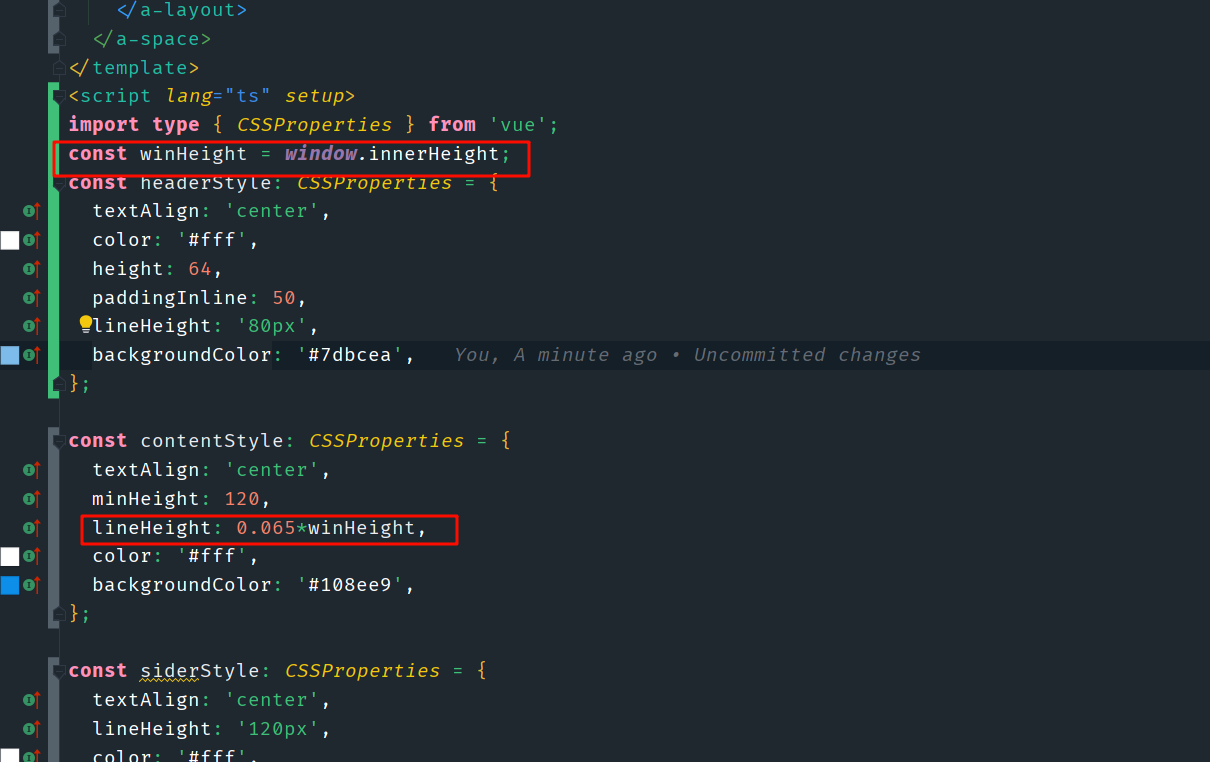 </a-layout>
</a-space>
</template>
<script lang="ts" setup>
import type { CSSProperties } from 'vue';
const winHeight = window.innerHeight;
const headerStyle: CSSProperties = {
textAlign: 'center',
color: '#fff',
height: 64,
paddingInline: 50,
lineHeight: '80px',
backgroundColor: '#7dbcea', You, A minute ago • Uncommitted changes
};
const contentStyle: CSSProperties = {
textAlign: 'center',
minHeight: 120,
lineHeight: 0.065*winHeight,
color: '#fff',
backgroundColor: '#108ee9',
};
const siderStyle: CSSProperties = {
textAlign: 'center',
lineHeight: '120px',
color: '#fff',